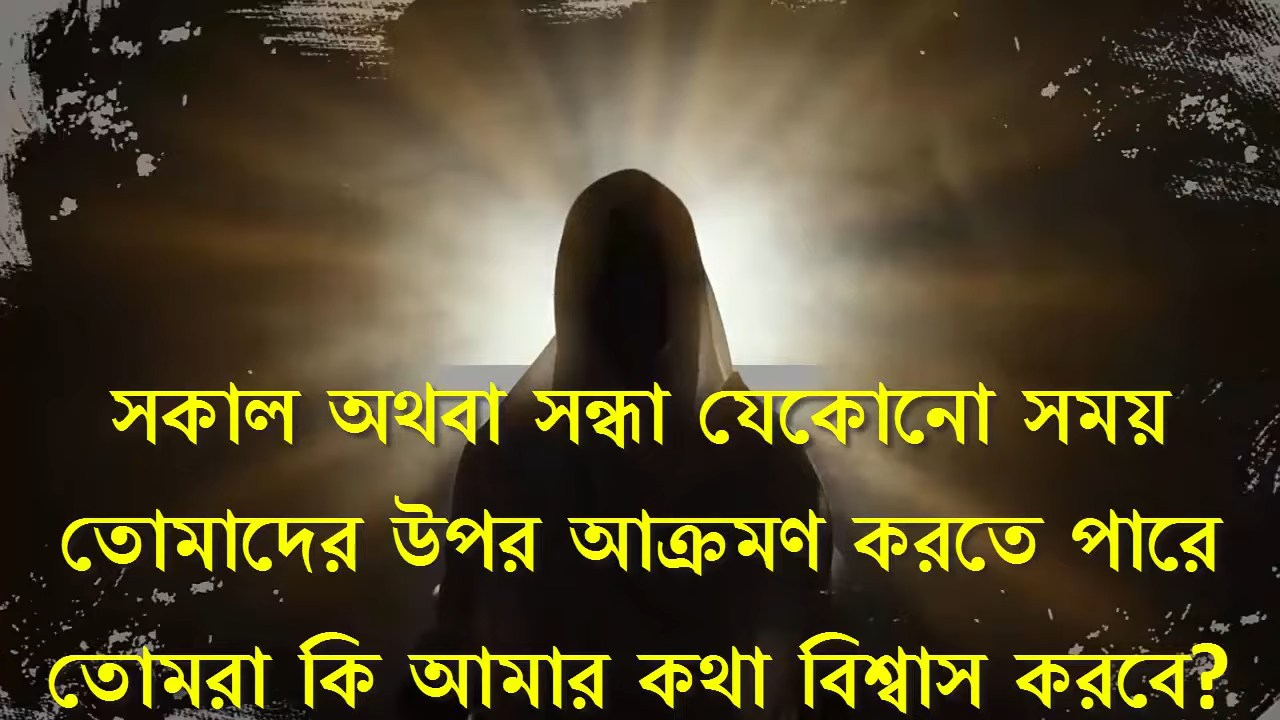 সকাল অথবা সন্ধা যেকোনো সময়
তোমাদের উপর আক্রমণ করতে পারে
তোমরা কি আমার কথা বিশ্বাস করবে?